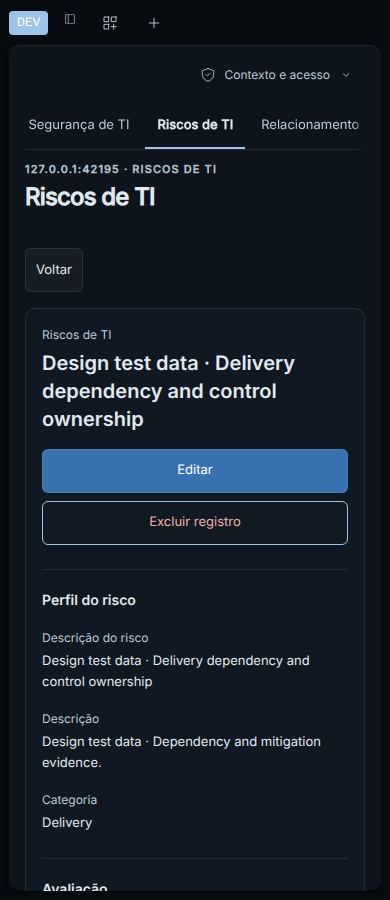 DEV
Contexto e acesso
Segurança de TI Riscos de TI Relacionamento
127.0.0.1:42195 · RISCOS DE TI
Riscos de TI
Voltar
Riscos de TI
Design test data · Delivery
dependency and control
ownership
Editar
Excluir registro
Perfil do risco
Descrição do risco
Design test data · Delivery dependency and
control ownership
Descrição
Design test data · Dependency and mitigation
evidence.
Categoria
Delivery
Avaliação